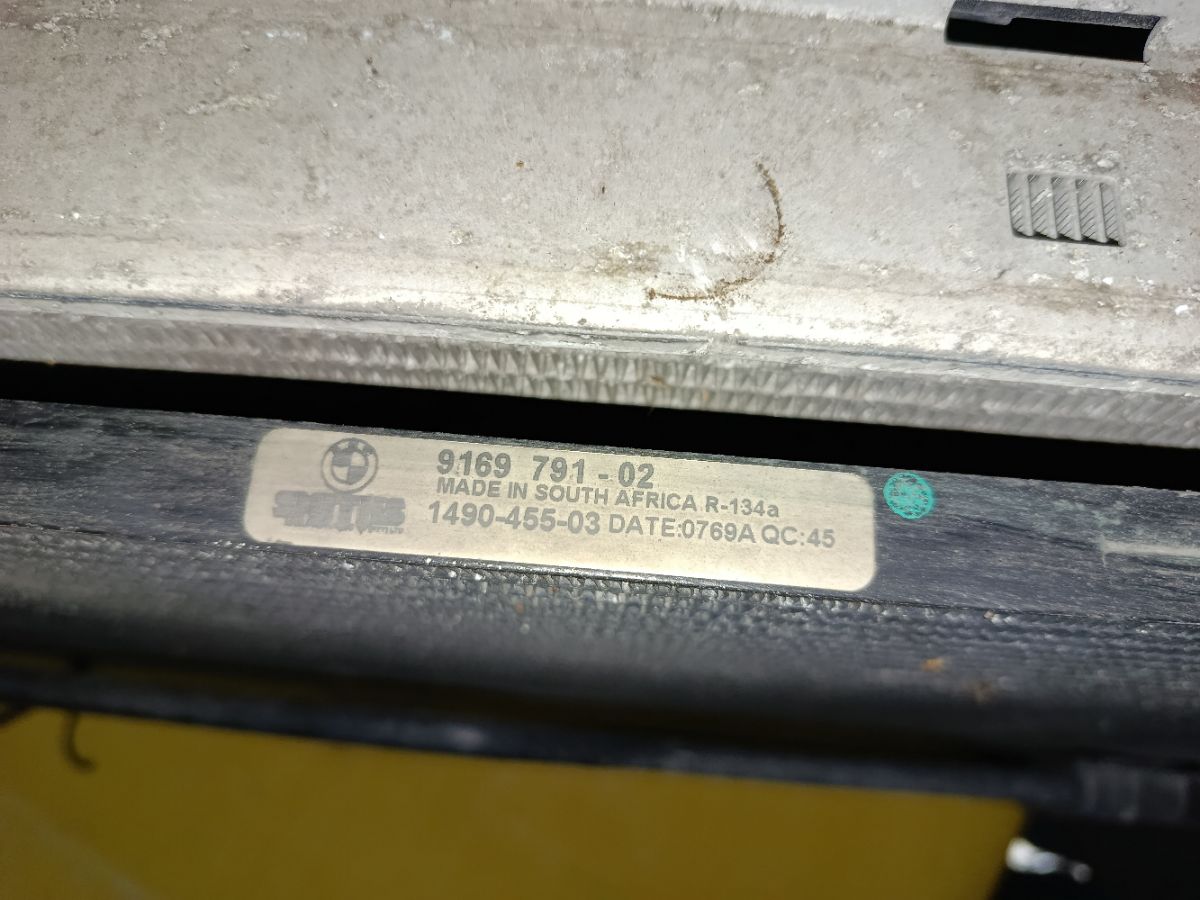 9169 791 - 02
MADE IN SOUTH AFRICA R-134a
1490-455-03 DATE:0769A QC:45